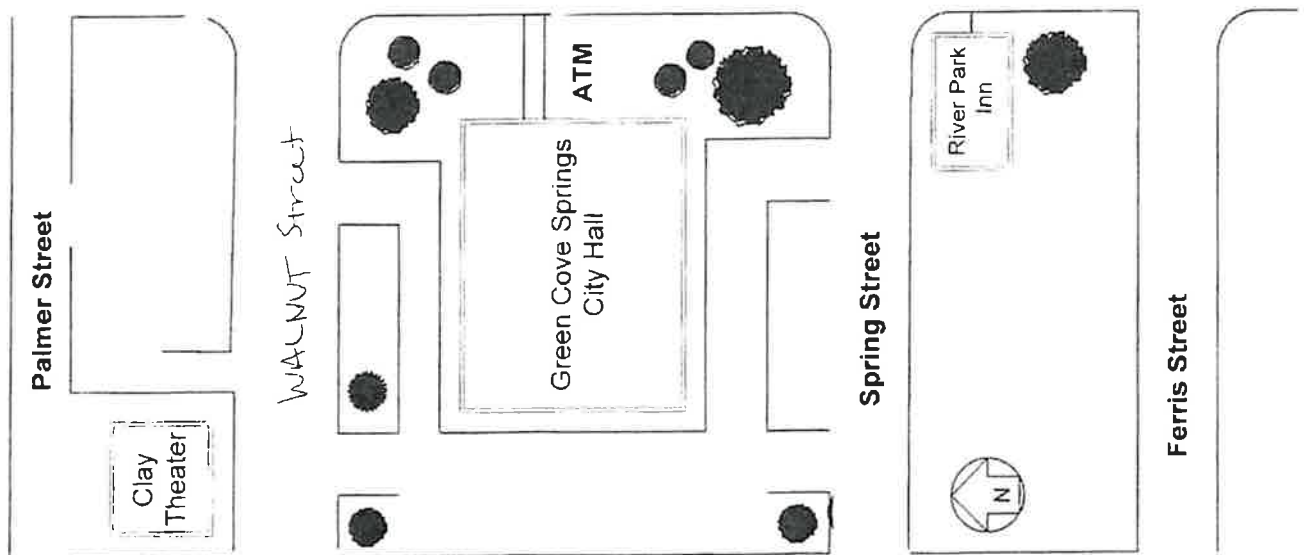 Palmer Street
Clay
Theater
WALNUT Street
ATM
Green Cove Springs
City Hall
Spring Street
River Park
Inn
N
Ferris Street